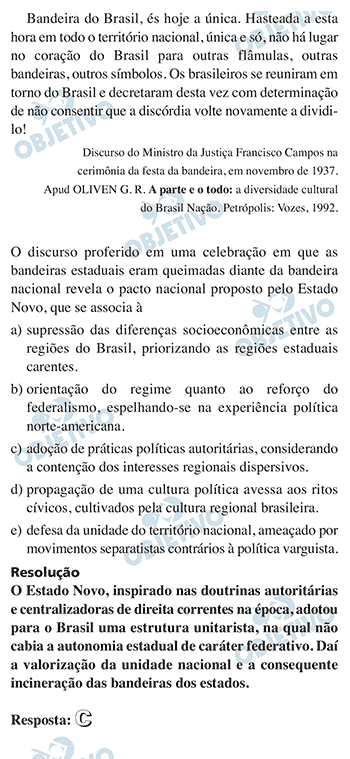 Bandeira do Brasil, és hoje a única. Hasteada a esta
hora em todo o território nacional, única e só, não há lugar
no coração do Brasil para outras flâmulas, outras
bandeiras, outros símbolos. Os brasileiros se reuniram em
torno do Brasil e decretaram desta vez com determinação
de não consentir que a discórdia volte novamente a dividi-
lo!
Discurso do Ministro da Justiça Francisco Campos na
cerimônia da festa da bandeira, em novembro de 1937.
Apud OLIVEN G. R. A parte e o todo: a diversidade cultural
do Brasil Nação. Petrópolis: Vozes, 1992.
O discurso proferido em uma celebração em que as
bandeiras estaduais eram queimadas diante da bandeira
nacional revela o pacto nacional proposto pelo Estado
Novo, que se associa à
a) supressão das diferenças socioeconômicas entre as
regiões do Brasil, priorizando as regiões estaduais
carentes.
b) orientação do regime quanto ao reforço do
federalismo, espelhando-se na experiência política
norte-americana.
c) adoção de práticas políticas autoritárias, considerando
a contenção dos interesses regionais dispersivos.
d) propagação de uma cultura política avessa aos ritos
cívicos, cultivados pela cultura regional brasileira.
e) defesa da unidade do território nacional, ameaçado por
movimentos separatistas contrários à política varguista.
Resolução
O Estado Novo, inspirado nas doutrinas autoritárias
e centralizadoras de direita correntes na época, adotou
para o Brasil uma estrutura unitarista, na qual não
cabia a autonomia estadual de caráter federativo. Daí
a valorização da unidade nacional e a consequente
incineração das bandeiras dos estados.
Resposta: C
OBJETIVO
OBJETIVO
OBJETIVO
OBJETIVO
OBJETIVO
OBJETIVO
OBJETIVO